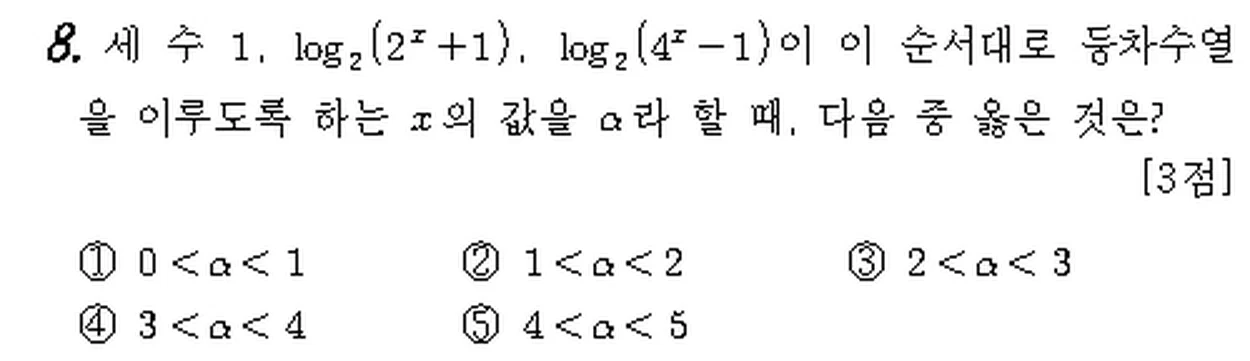 8. 세 수 1, log₂(2ˣ+1), log₂(4ˣ−1)이 이 순서대로 등차수열
을 이루도록 하는 x의 값을 α라 할 때, 다음 중 옳은 것은?
[3점]
① 0<α<1 ② 1<α<2 ③ 2<α<3
④ 3<α<4 ⑤ 4<α<5